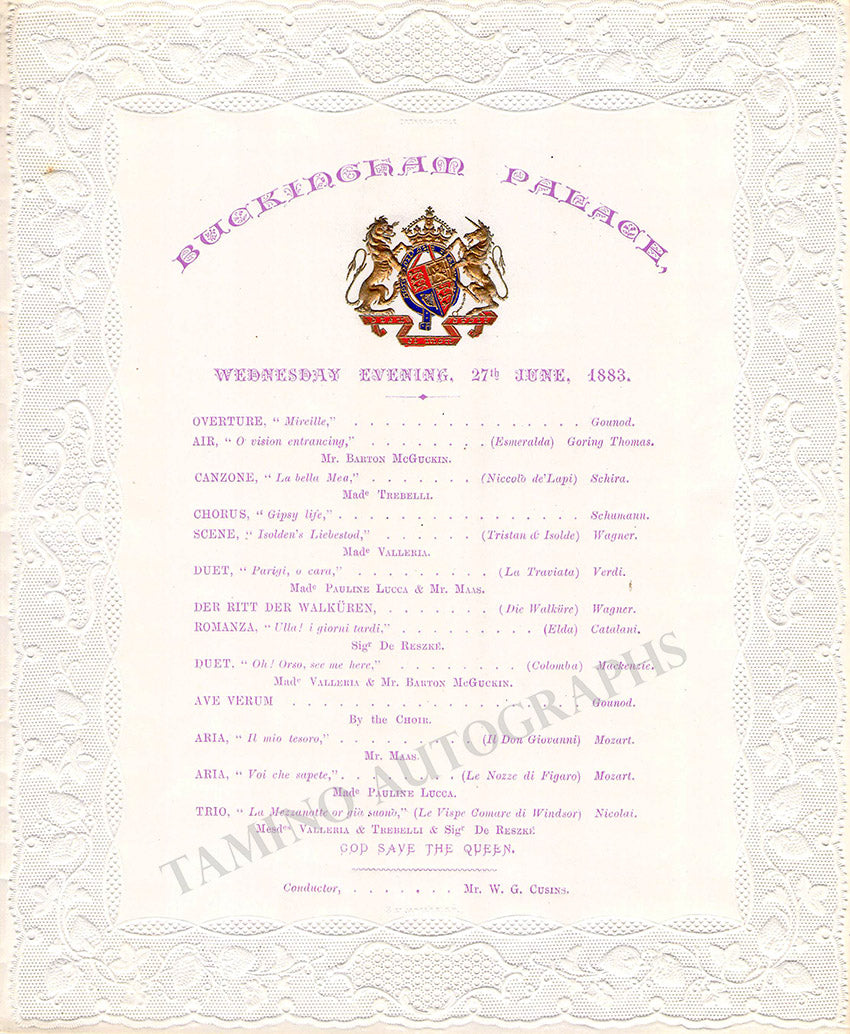 BUCKINGHAM PALACE,
WEDNESDAY EVENING, 27th JUNE, 1883.
OVERTURE, “ Mireille,” . . . . . . . . . . . . . . . . Gounod.
AIR, “ O vision entrancing,” . . . . . . . . (Esmeralda) Goring Thomas.
Mr. Barton McGuckin.
CANZONE, “ La bella Mea,” . . . . . . . (Niccolò de’Lapi) Schira.
Made Trebelli.
CHORUS, “ Gipsy life,” . . . . . . . . . . . . . . . . . Schumann.
SCENE, “ Isolden’s Liebestod,” . . . . . . (Tristan & Isolde) Wagner.
Made Valleria.
DUET, “ Parigi, o cara,” . . . . . . . . . (La Traviata) Verdi.
Made Pauline Lucca & Mr. Maas.
DER RITT DER WALKÜREN, . . . . . . . (Die Walküre) Wagner.
ROMANZA, “ Ulla! i giorni tardi,” . . . . . . . . . (Elda) Catalani.
Sigr De Reszké.
DUET. “ Oh! Orso, see me here,” . . . . . . . . (Colomba) Mackenzie.
Made Valleria & Mr. Barton McGuckin.
AVE VERUM . . . . . . . . . . . . . . . . . . . Gounod.
By the Choir.
ARIA, “ Il mio tesoro,” . . . . . . . . . (Il Don Giovanni) Mozart.
Mr. Maas.
ARIA, “ Voi che sapete,” . . . . . . . . (Le Nozze di Figaro) Mozart.
Made Pauline Lucca.
TRIO, “ La Mezzanotte or già suonò,” (Le Vispe Comare di Windsor) Nicolai.
Mesdes Valleria & Trebelli & Sigr De Reszké
GOD SAVE THE QUEEN.
Conductor, . . . . . . . Mr. W. G. Cusins.
TAMINO AUTOGRAPHS